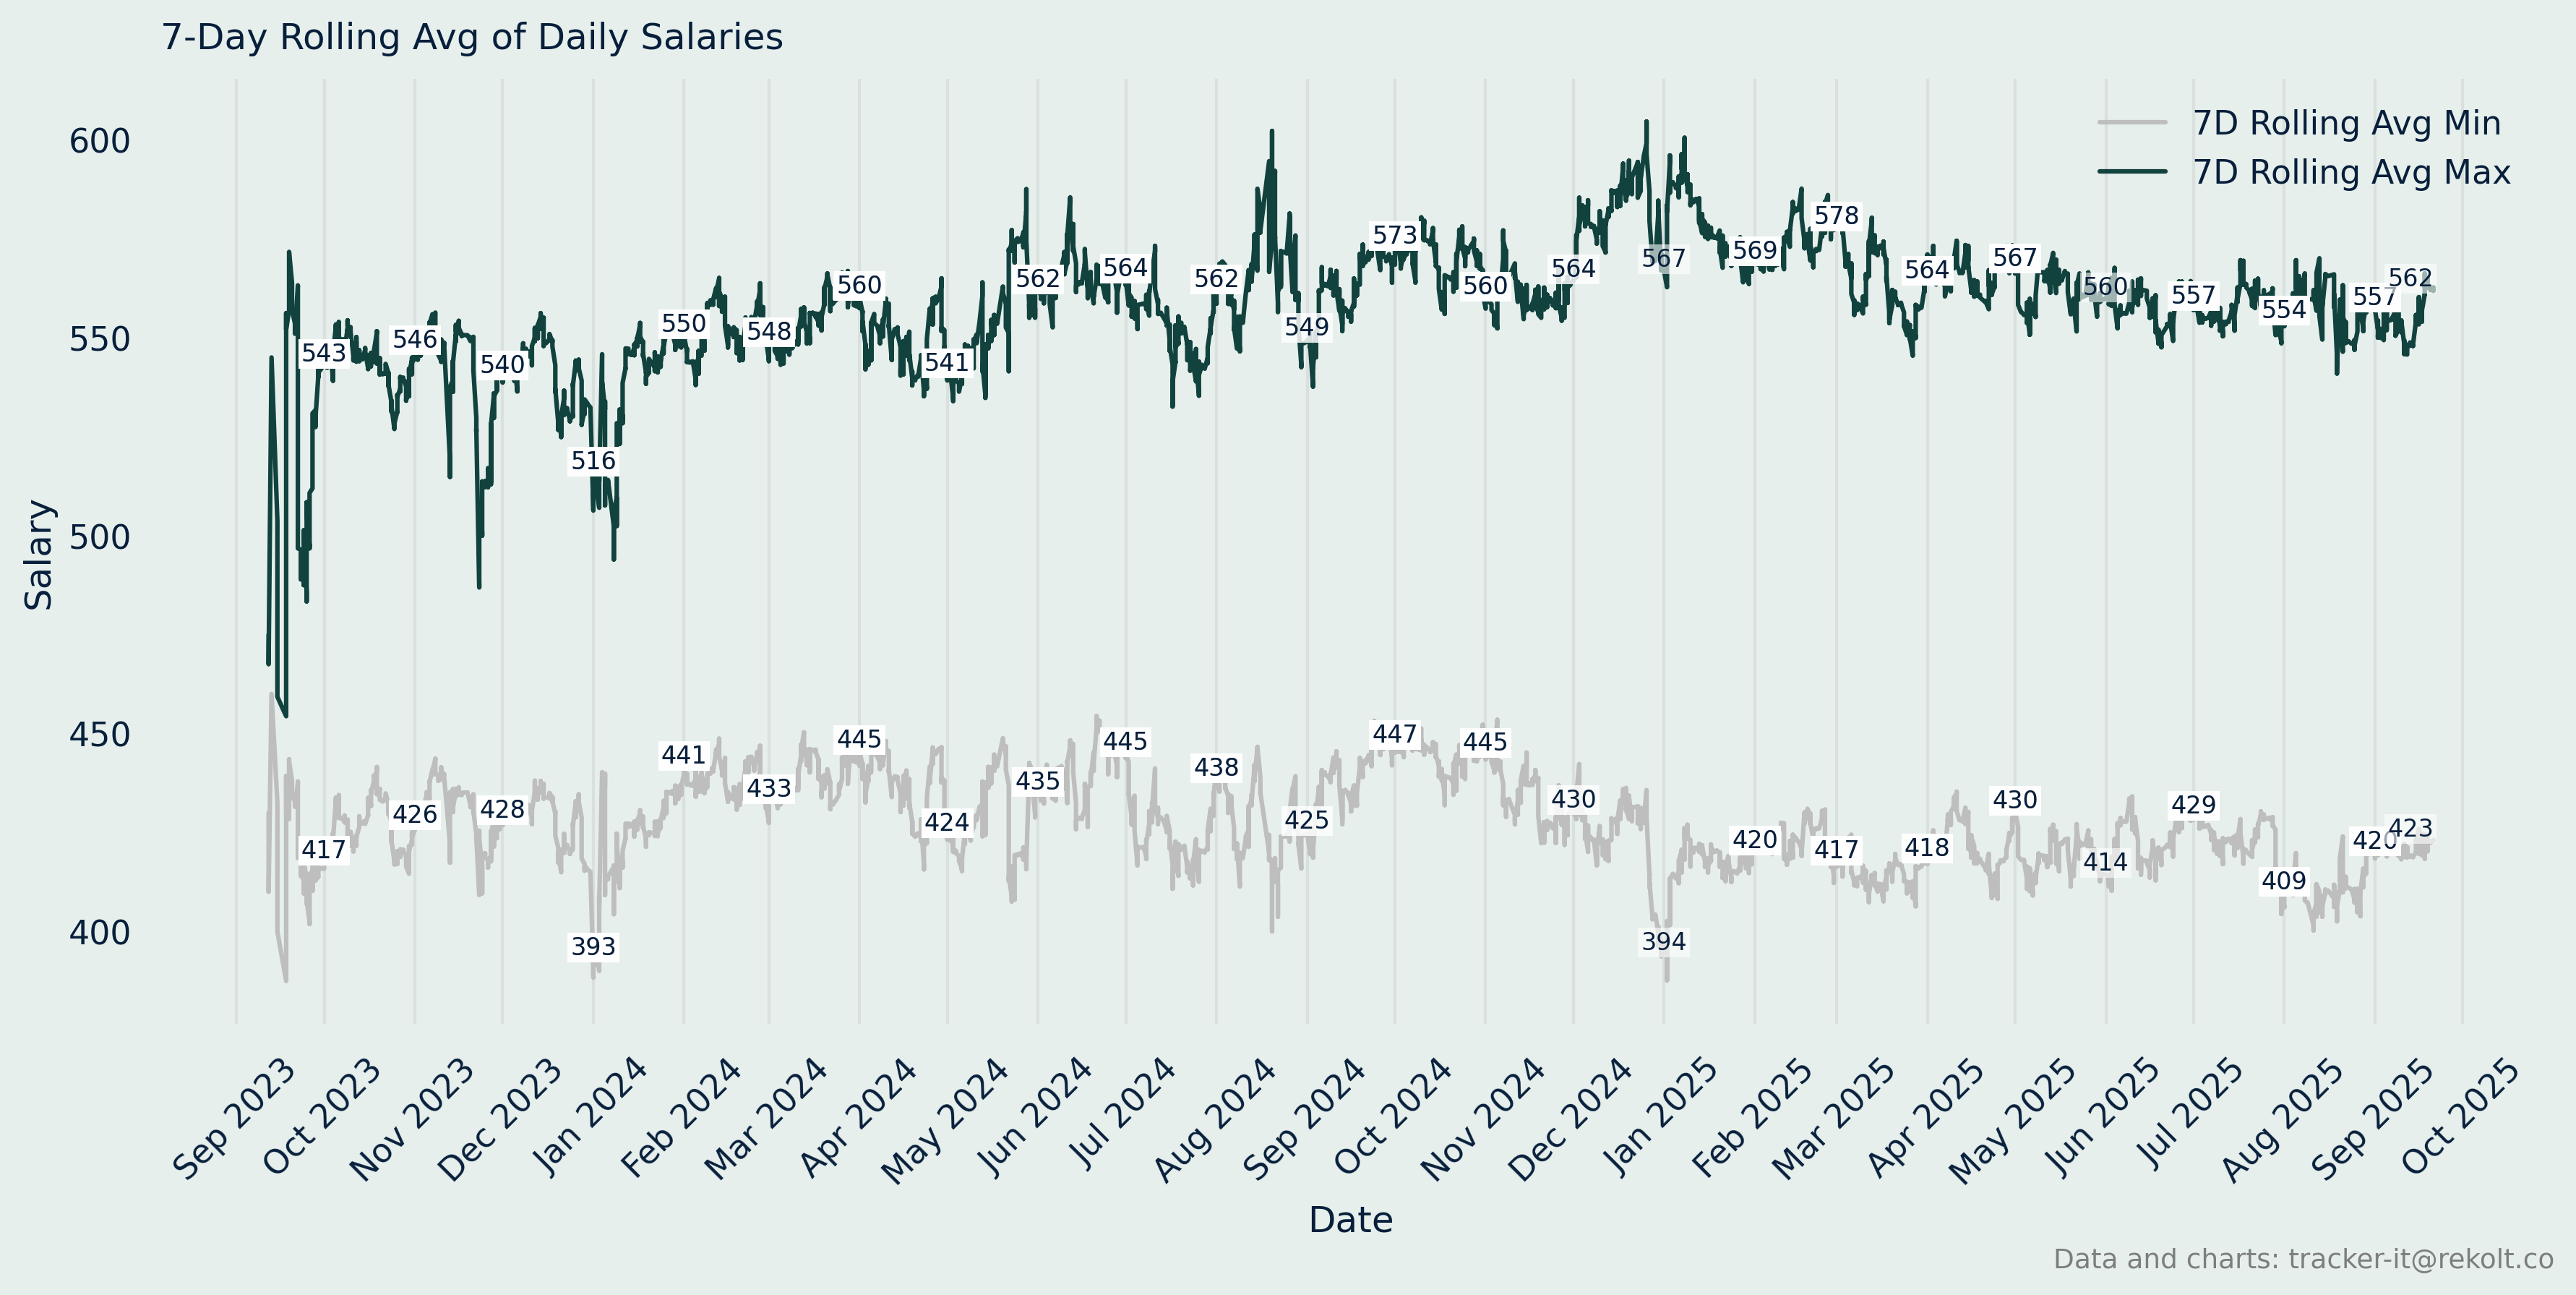 7-Day Rolling Avg of Daily Salaries
7D Rolling Avg Min
7D Rolling Avg Max
Salary
600
550
500
450
400
543
546
540
516
550
548
560
541
562
564
562
549
573
560
564
567
569
578
564
567
560
557
554
557
562
417
426
428
393
441
433
445
424
435
445
438
425
447
445
430
394
420
417
418
430
414
429
409
420
423
Sep 2023
Oct 2023
Nov 2023
Dec 2023
Jan 2024
Feb 2024
Mar 2024
Apr 2024
May 2024
Jun 2024
Jul 2024
Aug 2024
Sep 2024
Oct 2024
Nov 2024
Dec 2024
Jan 2025
Feb 2025
Mar 2025
Apr 2025
May 2025
Jun 2025
Jul 2025
Aug 2025
Sep 2025
Oct 2025
Date
Data and charts: tracker-it@rekolt.co